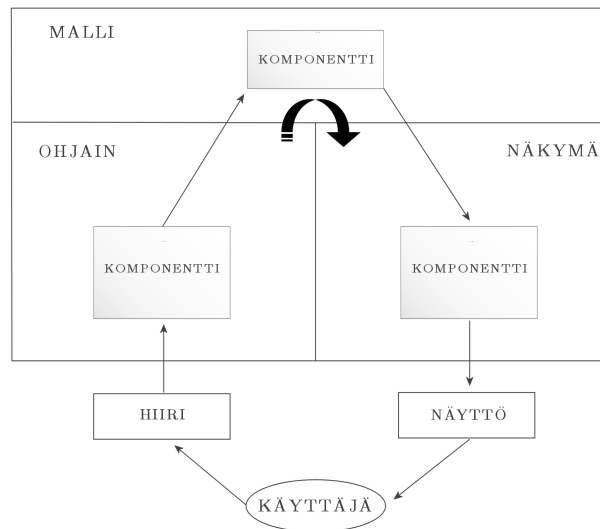 MALLI
KOMPONENTTI
OHJAIN
NÄKYMÄ
KOMPONENTTI
KOMPONENTTI
HIIRI
NÄYTTÖ
KÄYTTÄJÄ